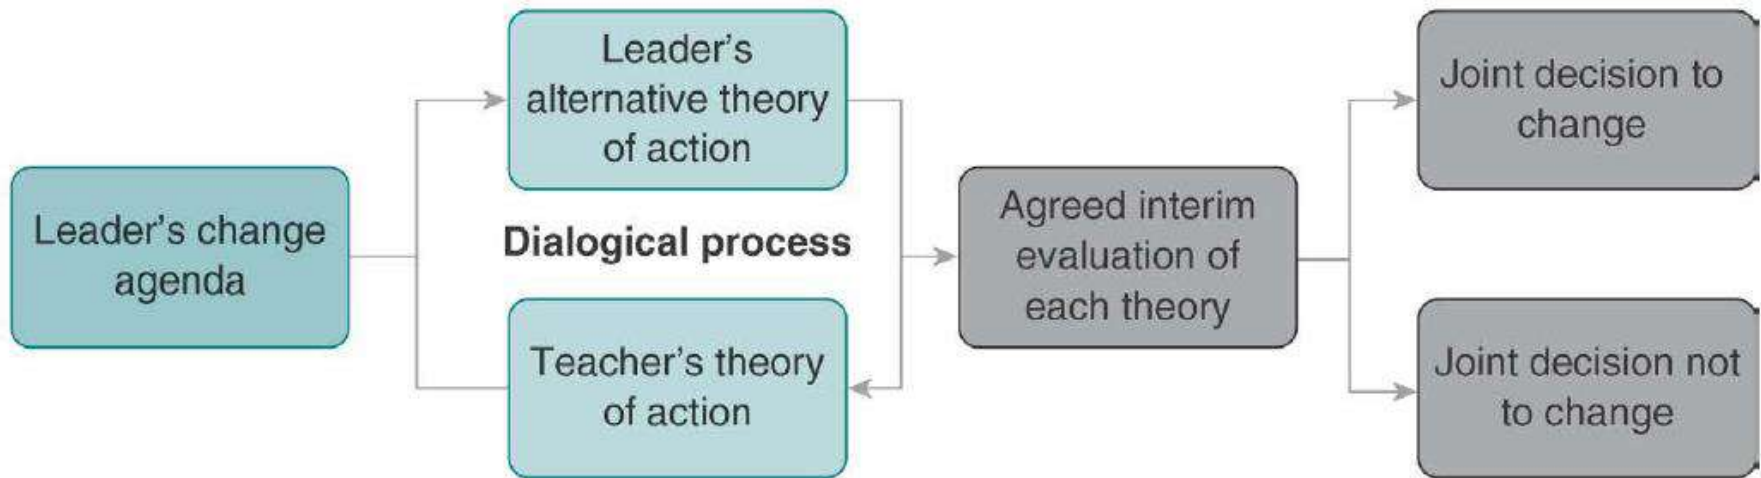 Leader's change
agenda
Leader's
alternative theory
of action
Dialogical process
Teacher's theory
of action
Agreed interim
evaluation of
each theory
Joint decision to
change
Joint decision not
to change